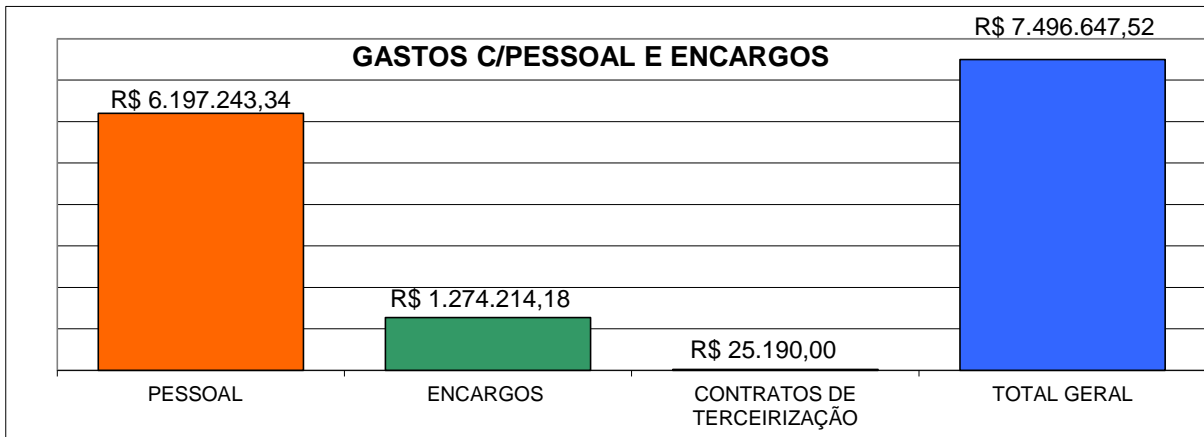 R$ 7.496.647,52
GASTOS C/PESSOAL E ENCARGOS
R$ 6.197.243,34
R$ 1.274.214,18
R$ 25.190,00
PESSOAL
ENCARGOS
CONTRATOS DE
TERCEIRIZAÇÃO
TOTAL GERAL